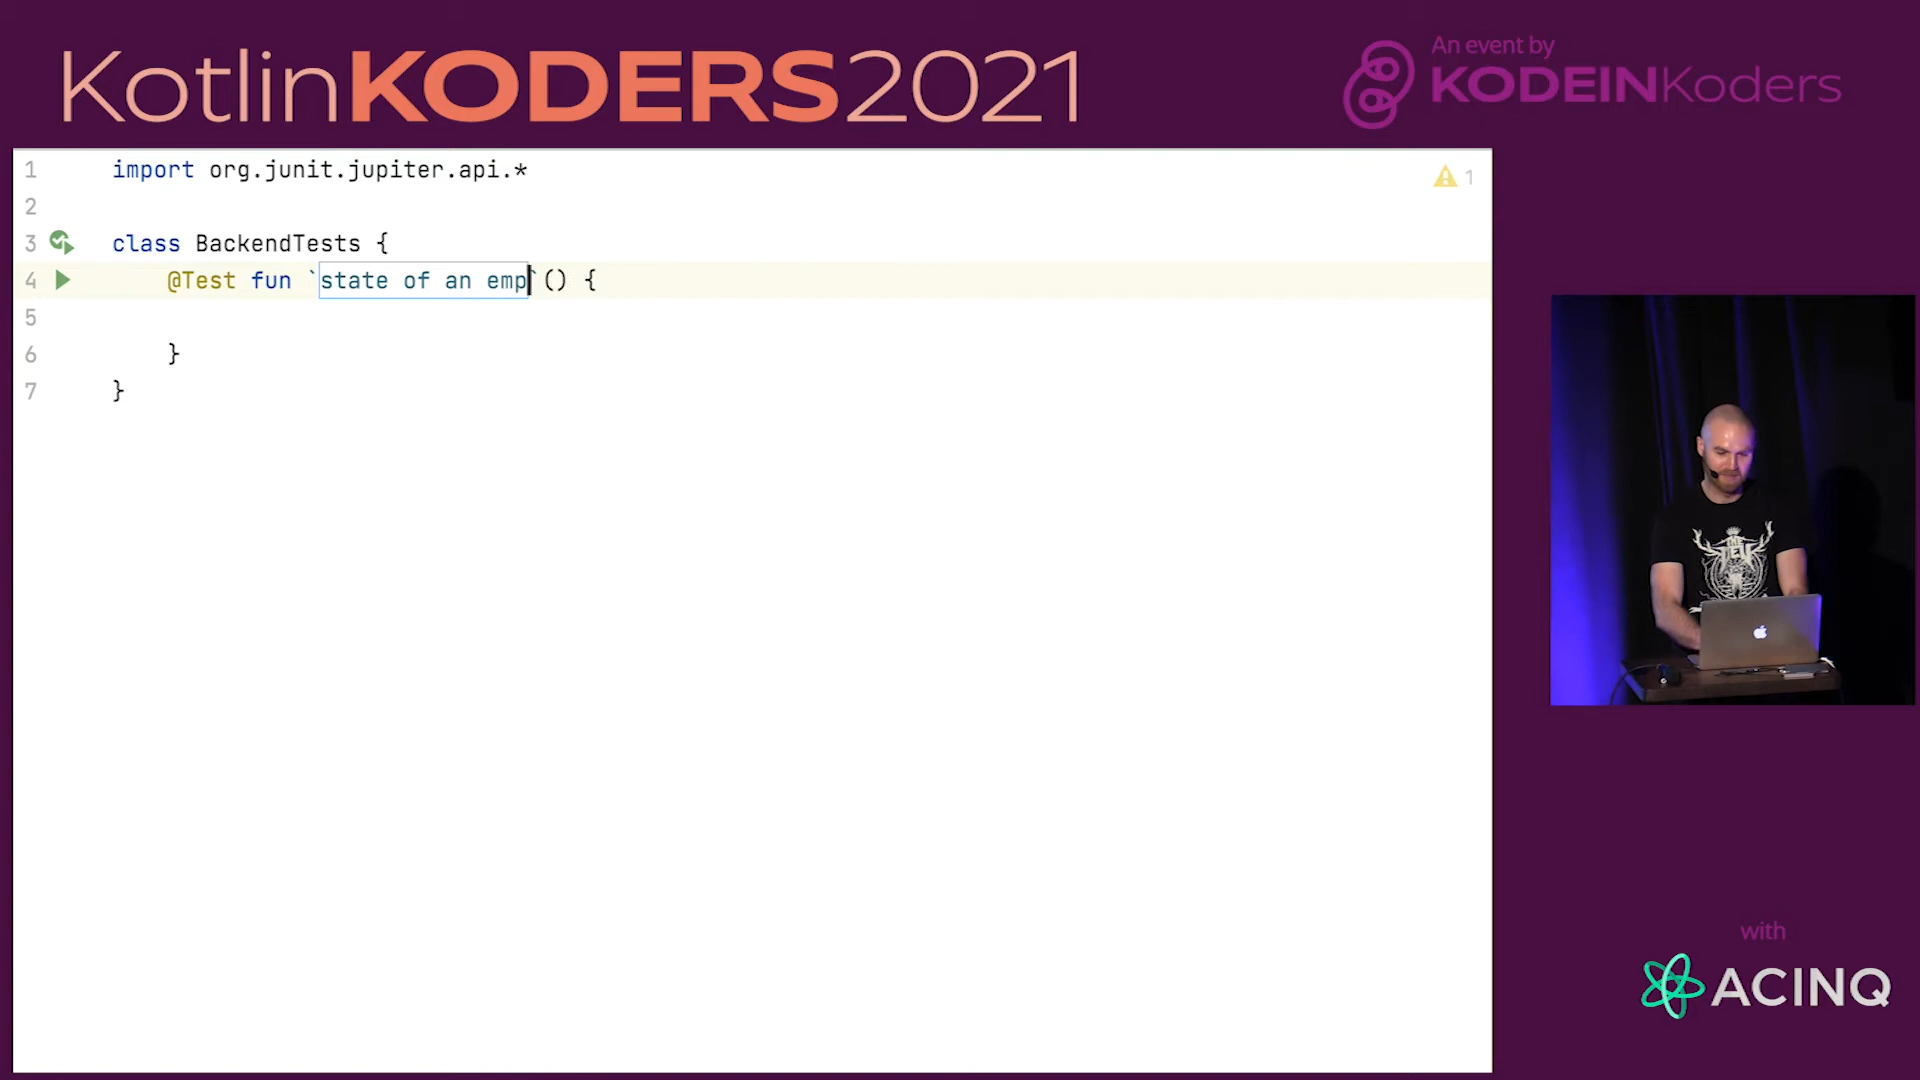 KotlinKODERS2021
An event by
KODEINKoders
1 import org.junit.jupiter.api.*
1
2
3 class BackendTests {
4 @Test fun `state of an emp`() {
5
6 }
7 }
THE
with
ACINQ